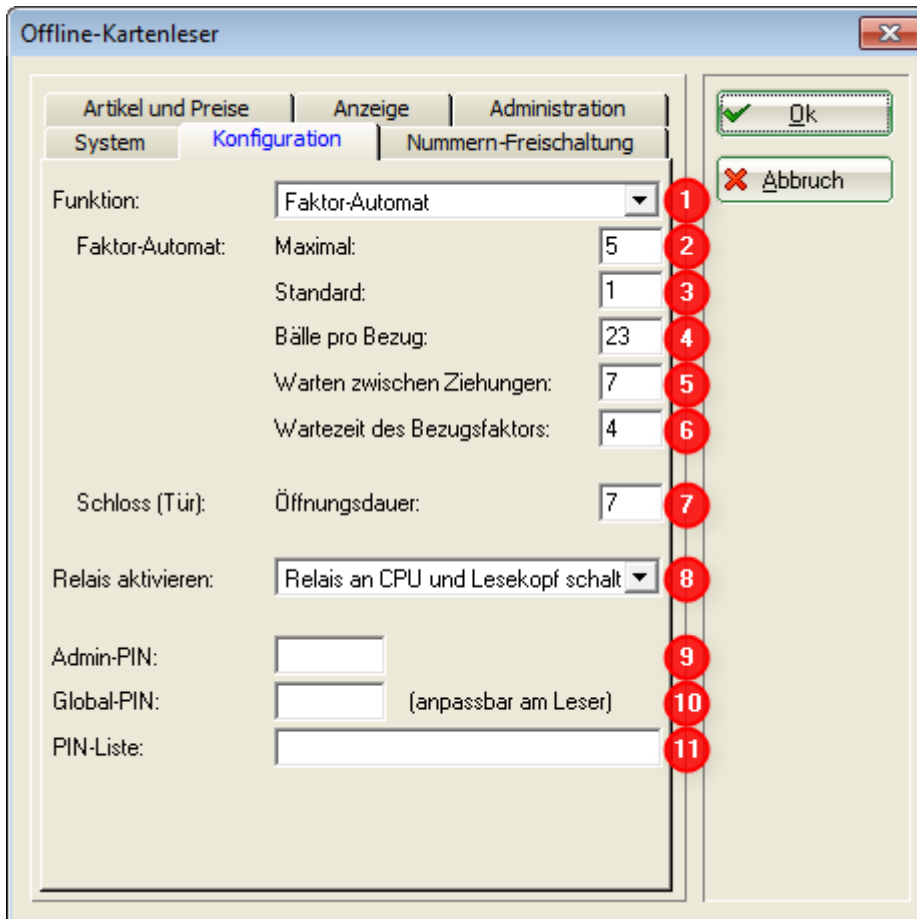 Offline-Kartenleser
Artikel und Preise Anzeige Administration
System Konfiguration Nummern-Freischaltung
Ok
Abbruch
Funktion: Faktor-Automat 1
Faktor-Automat: Maximal: 5 2
Standard: 1 3
Bälle pro Bezug: 23 4
Warten zwischen Ziehungen: 7 5
Wartezeit des Bezugsfaktors: 4 6
Schloss (Tür): Öffnungsdauer: 7 7
Relais aktivieren: Relais an CPU und Lesekopf schalt 8
Admin-PIN: 9
Global-PIN: (anpassbar am Leser) 10
PIN-Liste: 11